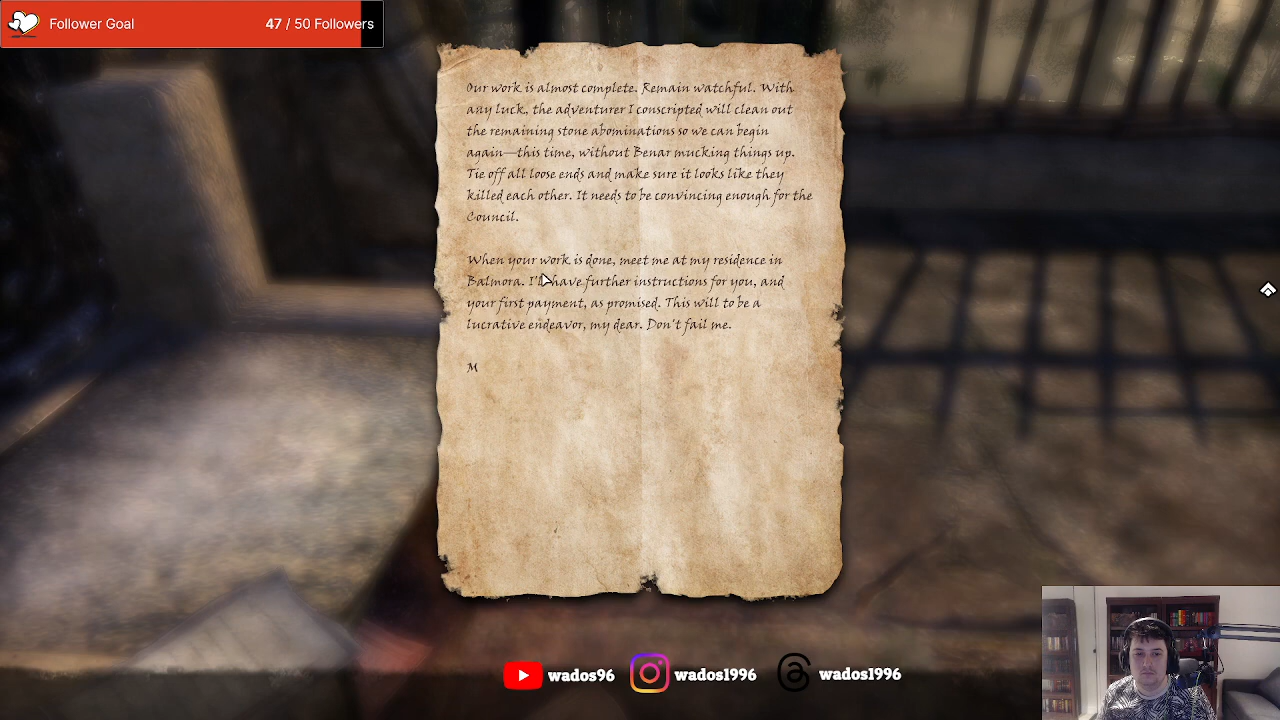 Follower Goal 47 / 50 Followers
Our work is almost complete. Remain watchful. With
any luck, the adventurer I conscripted will clean out
the remaining stone abominations so we can begin
again—this time, without Benar mucking things up.
Tie off all loose ends and make sure it looks like they
killed each other. It needs to be convincing enough for the
Council.
When your work is done, meet me at my residence in
Balmora. I'll have further instructions for you, and
your first payment, as promised. This will to be a
lucrative endeavor, my dear. Don't fail me.
M
wados96 wados1996 wados1996